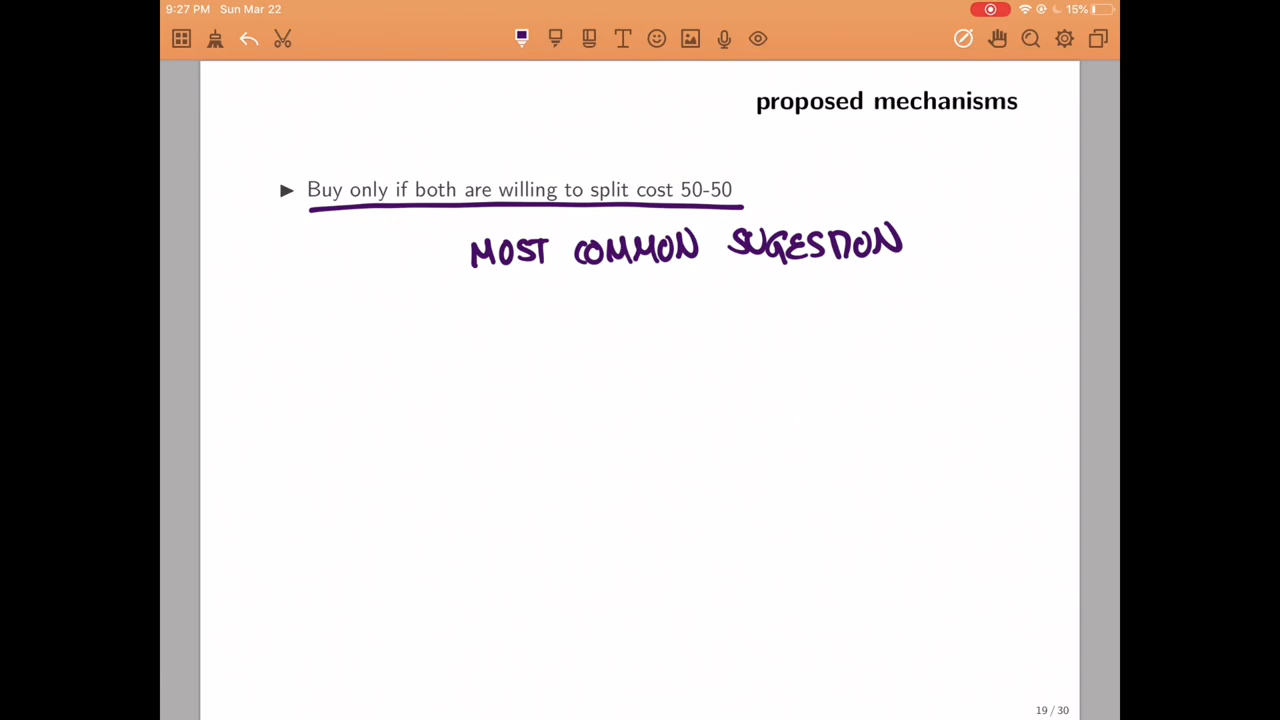 9:27 PM Sun Mar 22 15%
proposed mechanisms
▶ Buy only if both are willing to split cost 50-50
MOST COMMON SUGESTION
19 / 30